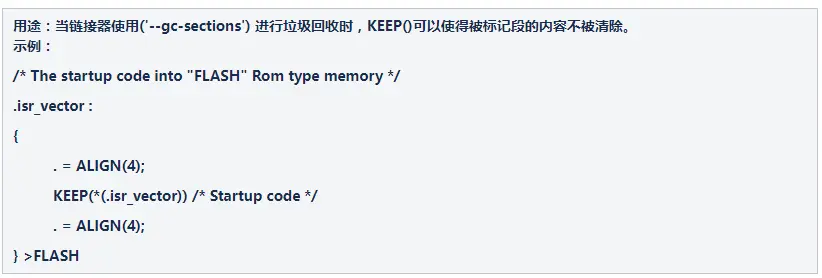 用途：当链接器使用('--gc-sections') 进行垃圾回收时，KEEP()可以使得被标记段的内容不被清除。
示例：
/* The startup code into "FLASH" Rom type memory */
.isr_vector :
{
. = ALIGN(4);
KEEP(*(.isr_vector)) /* Startup code */
. = ALIGN(4);
} >FLASH